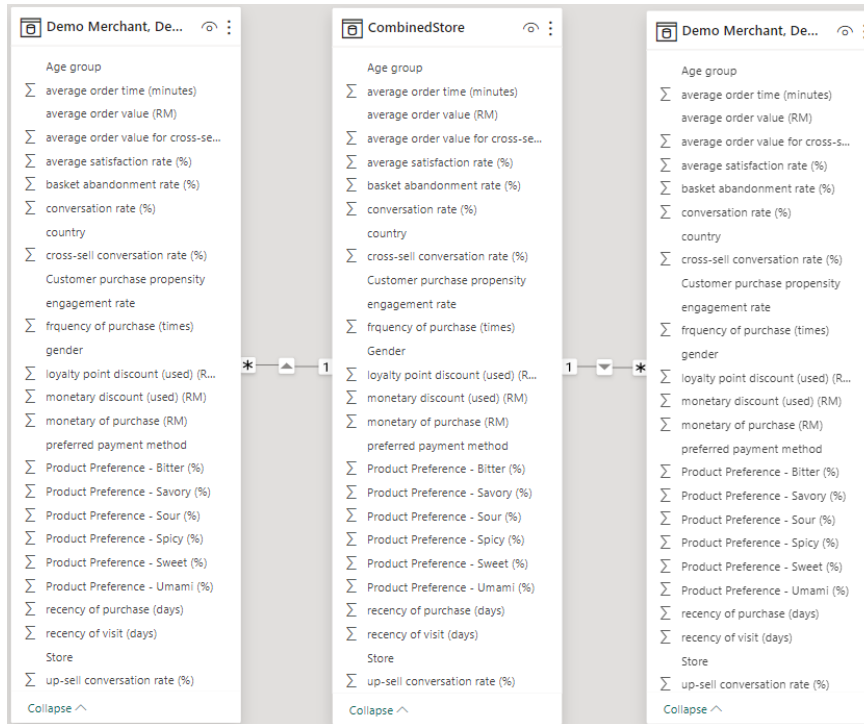 Demo Merchant, De...
Age group
average order time (minutes)
average order value (RM)
average order value for cross-se...
average satisfaction rate (%)
basket abandonment rate (%)
conversation rate (%)
country
cross-sell conversation rate (%)
Customer purchase propensity
engagement rate
frquency of purchase (times)
gender
loyalty point discount (used) (R...
monetary discount (used) (RM)
monetary of purchase (RM)
preferred payment method
Product Preference - Bitter (%)
Product Preference - Savory (%)
Product Preference - Sour (%)
Product Preference - Spicy (%)
Product Preference - Sweet (%)
Product Preference - Umami (%)
recency of purchase (days)
recency of visit (days)
Store
up-sell conversation rate (%)
Collapse
* 1
CombinedStore
Age group
average order time (minutes)
average order value (RM)
average order value for cross-se...
average satisfaction rate (%)
basket abandonment rate (%)
conversation rate (%)
country
cross-sell conversation rate (%)
Customer purchase propensity
engagement rate
frquency of purchase (times)
Gender
loyalty point discount (used) (R...
monetary discount (used) (RM)
monetary of purchase (RM)
preferred payment method
Product Preference - Bitter (%)
Product Preference - Savory (%)
Product Preference - Sour (%)
Product Preference - Spicy (%)
Product Preference - Sweet (%)
Product Preference - Umami (%)
recency of purchase (days)
recency of visit (days)
Store
up-sell conversation rate (%)
Collapse
1 *
Demo Merchant, De...
Age group
average order time (minutes)
average order value (RM)
average order value for cross-s...
average satisfaction rate (%)
basket abandonment rate (%)
conversation rate (%)
country
cross-sell conversation rate (%)
Customer purchase propensity
engagement rate
frquency of purchase (times)
gender
loyalty point discount (used) (R...
monetary discount (used) (RM)
monetary of purchase (RM)
preferred payment method
Product Preference - Bitter (%)
Product Preference - Savory (%)
Product Preference - Sour (%)
Product Preference - Spicy (%)
Product Preference - Sweet (%)
Product Preference - Umami (%)
recency of purchase (days)
recency of visit (days)
Store
up-sell conversation rate (%)
Collapse